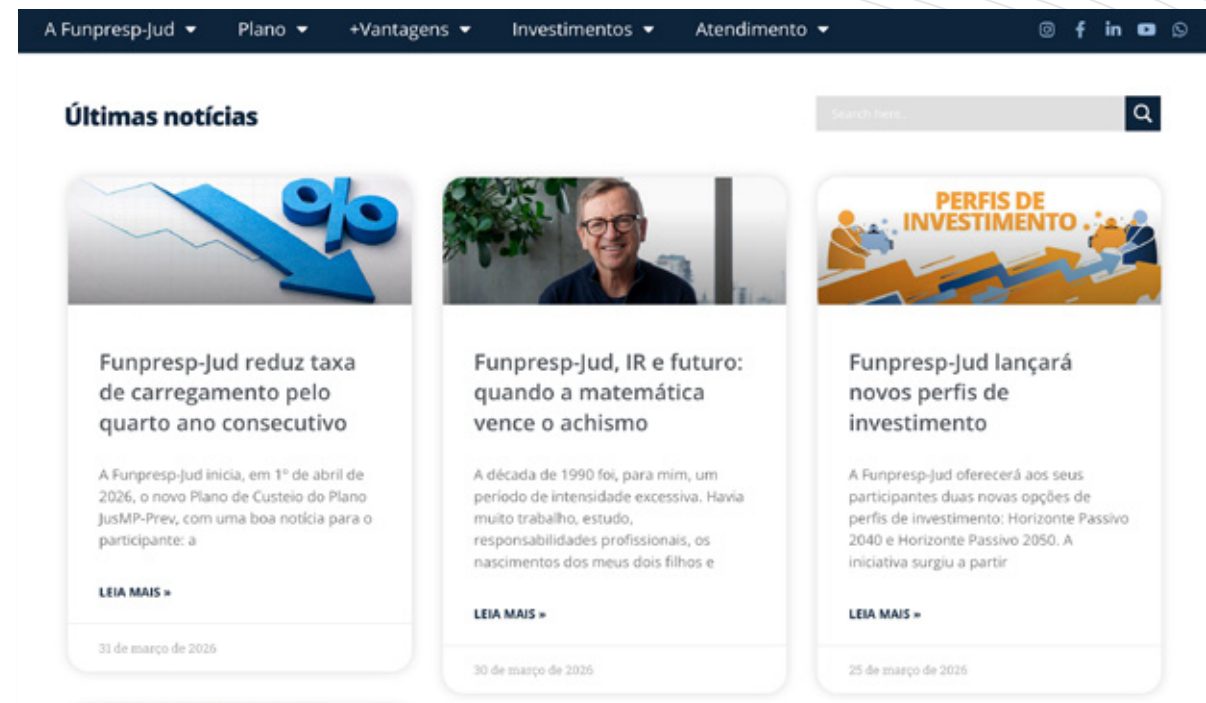 A Funpresp-Jud Plano +Vantagens Investimentos Atendimento
Últimas notícias
Search here..
Funpresp-Jud reduz taxa
de carregamento pelo
quarto ano consecutivo
A Funpresp-Jud inicia, em 1º de abril de
2026, o novo Plano de Custeio do Plano
JusMP-Prev, com uma boa notícia para o
participante: a
LEIA MAIS »
31 de março de 2026
Funpresp-Jud, IR e futuro:
quando a matemática
vence o achismo
A década de 1990 foi, para mim, um
período de intensidade excessiva. Havia
muito trabalho, estudo,
responsabilidades profissionais, os
nascimentos dos meus dois filhos e
LEIA MAIS »
30 de março de 2026
PERFIS DE
INVESTIMENTO
Funpresp-Jud lançará
novos perfis de
investimento
A Funpresp-Jud oferecerá aos seus
participantes duas novas opções de
perfis de investimento: Horizonte Passivo
2040 e Horizonte Passivo 2050. A
iniciativa surgiu a partir
LEIA MAIS »
25 de março de 2026